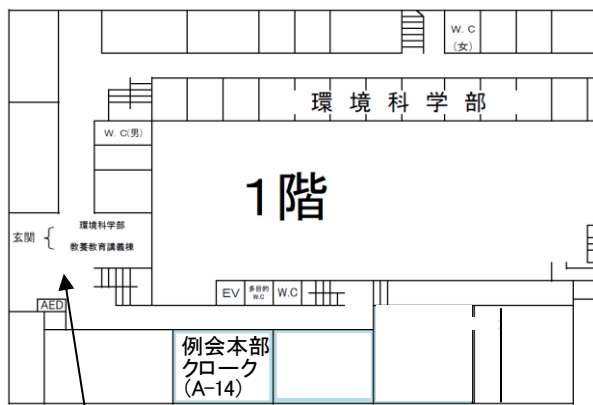 W. C
(女)
環境科学部
W. C(男)
1階
玄関
環境科学部
教養教育講義棟
EV
多目的
W.C
W.C
AED
例会本部
クローク
(A-14)